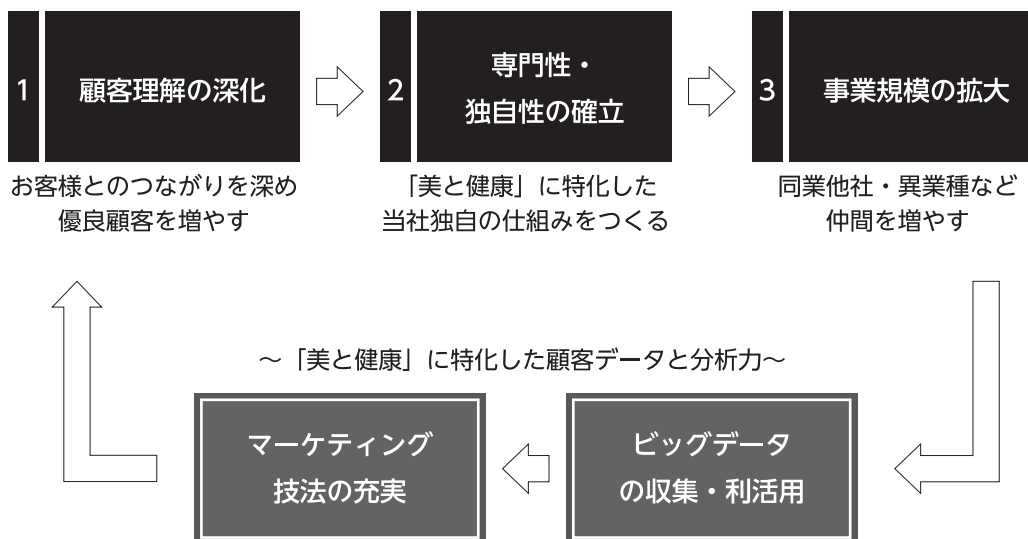 1
顧客理解の深化
お客様とのつながりを深め
優良顧客を増やす
2
専門性・
独自性の確立
「美と健康」に特化した
当社独自の仕組みをつくる
3
事業規模の拡大
同業他社・異業種など
仲間を増やす
～「美と健康」に特化した顧客データと分析力～
ビッグデータ
の収集・利活用
マーケティング
技法の充実